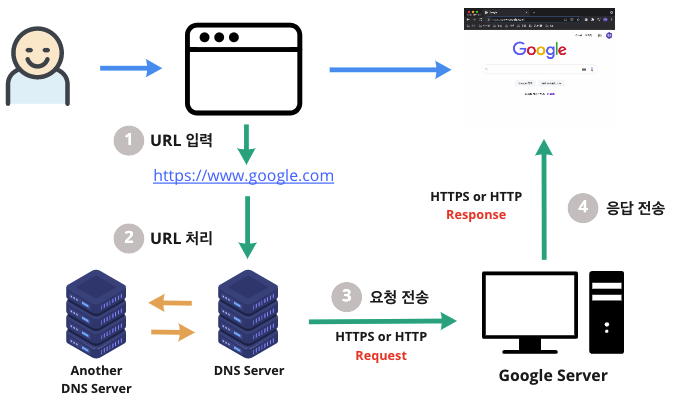 Google
1 URL 입력
https://www.google.com
2 URL 처리
HTTPS or HTTP
Response
4 응답 전송
3 요청 전송
HTTPS or HTTP
Request
Another
DNS Server
DNS Server
Google Server